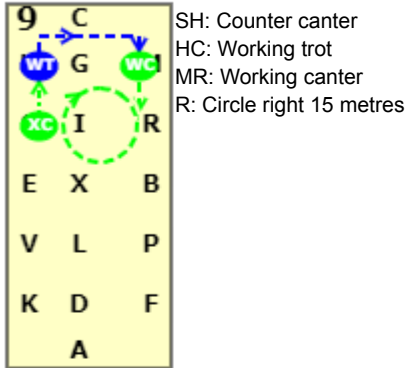 9 C
WT G WC
XC I R
E X B
V L P
K D F
A
SH: Counter canter
HC: Working trot
MR: Working canter
R: Circle right 15 metres